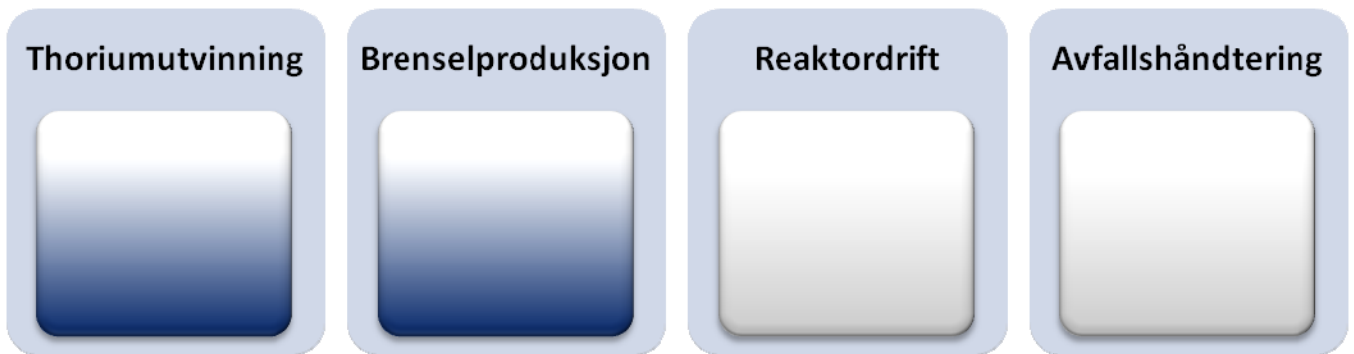 Thoriumutvinning
Brenselproduksjon
Reaktordrift
Avfallshåndtering